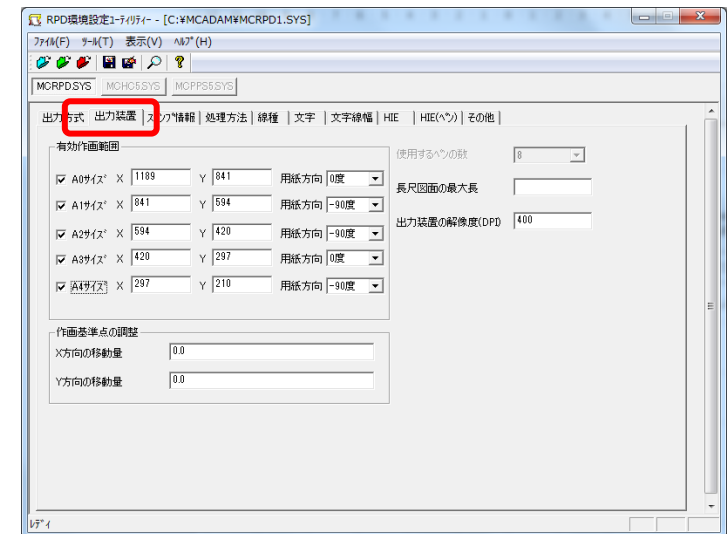 RPD環境設定ﾕｰﾃｨﾘﾃｨｰ - [C:¥MCADAM¥MCRPD1.SYS]
ﾌｧｲﾙ(F) ﾂｰﾙ(T) 表示(V) ﾍﾙﾌﾟ(H)
MCRPD.SYS MCHC5.SYS MCPPS5.SYS
出力方式 出力装置 ｽﾀﾝﾌﾟ情報 処理方法 線種 文字 文字線幅 HIE HIE(ﾍﾟﾝ) その他
有効作画範囲
A0ｻｲｽﾞ X 1189 Y 841 用紙方向 0度
A1ｻｲｽﾞ X 841 Y 594 用紙方向 -90度
A2ｻｲｽﾞ X 594 Y 420 用紙方向 -90度
A3ｻｲｽﾞ X 420 Y 297 用紙方向 0度
A4ｻｲｽﾞ X 297 Y 210 用紙方向 -90度
使用するﾍﾟﾝの数 8
長尺図面の最大長
出力装置の解像度(DPI) 400
作画基準点の調整
X方向の移動量 0.0
Y方向の移動量 0.0
ﾚﾃﾞｨ